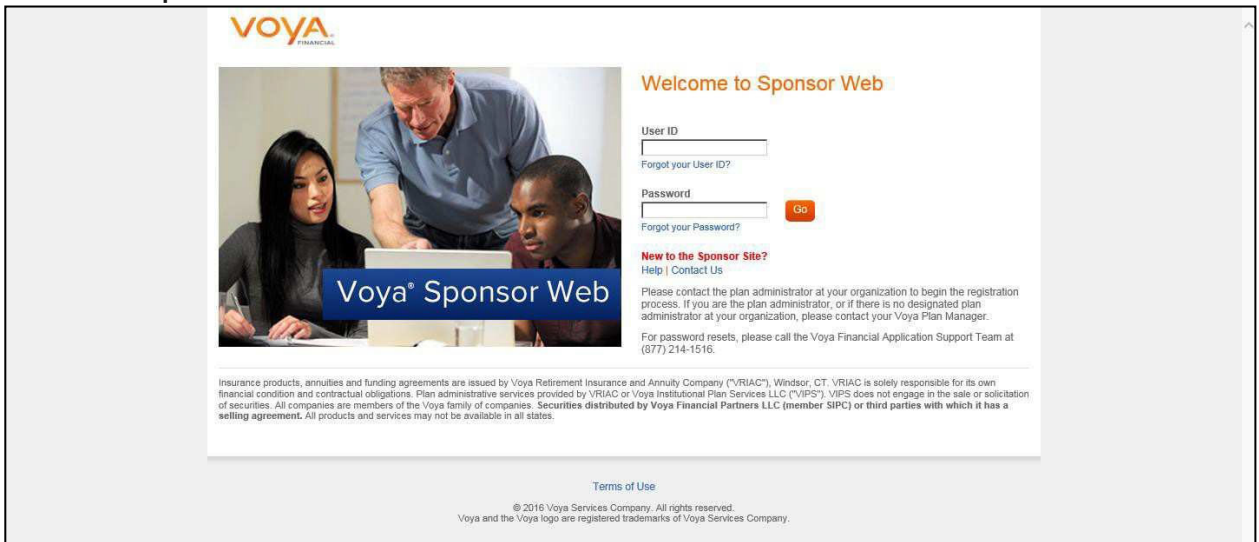 VOYA
FINANCIAL
Welcome to Sponsor Web
User ID
Forgot your User ID?
Password
Go
Forgot your Password?
New to the Sponsor Site?
Help | Contact Us
Voya® Sponsor Web
Please contact the plan administrator at your organization to begin the registration
process. If you are the plan administrator, or if there is no designated plan
administrator at your organization, please contact your Voya Plan Manager.
For password resets, please call the Voya Financial Application Support Team at
(877) 214-1516.
Insurance products, annuities and funding agreements are issued by Voya Retirement Insurance and Annuity Company ("VRIAC"), Windsor, CT. VRIAC is solely responsible for its own
financial condition and contractual obligations. Plan administrative services provided by VRIAC or Voya Institutional Plan Services LLC ("VIPS"). VIPS does not engage in the sale or solicitation
of securities. All companies are members of the Voya family of companies. Securities distributed by Voya Financial Partners LLC (member SIPC) or third parties with which it has a
selling agreement. All products and services may not be available in all states.
Terms of Use
© 2016 Voya Services Company. All rights reserved.
Voya and the Voya logo are registered trademarks of Voya Services Company.